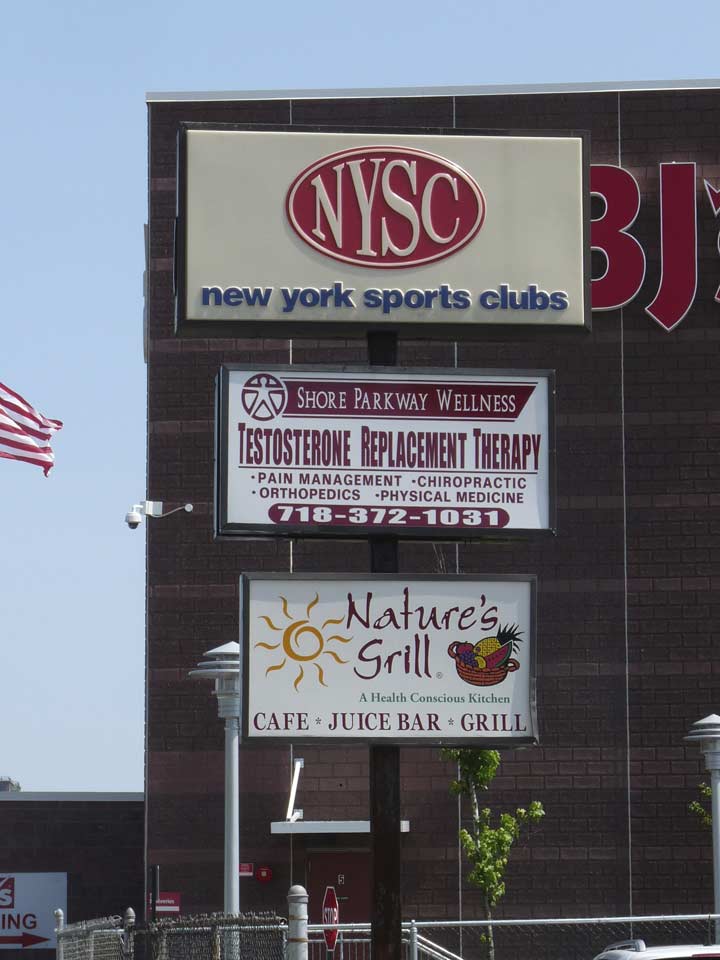 NYSC
new york sports clubs
BJ
SHORE PARKWAY WELLNESS
TESTOSTERONE REPLACEMENT THERAPY
•PAIN MANAGEMENT •CHIROPRACTIC
•ORTHOPEDICS •PHYSICAL MEDICINE
718-372-1031
Nature's
Grill®
A Health Conscious Kitchen
CAFE * JUICE BAR * GRILL
5
STOP
ING